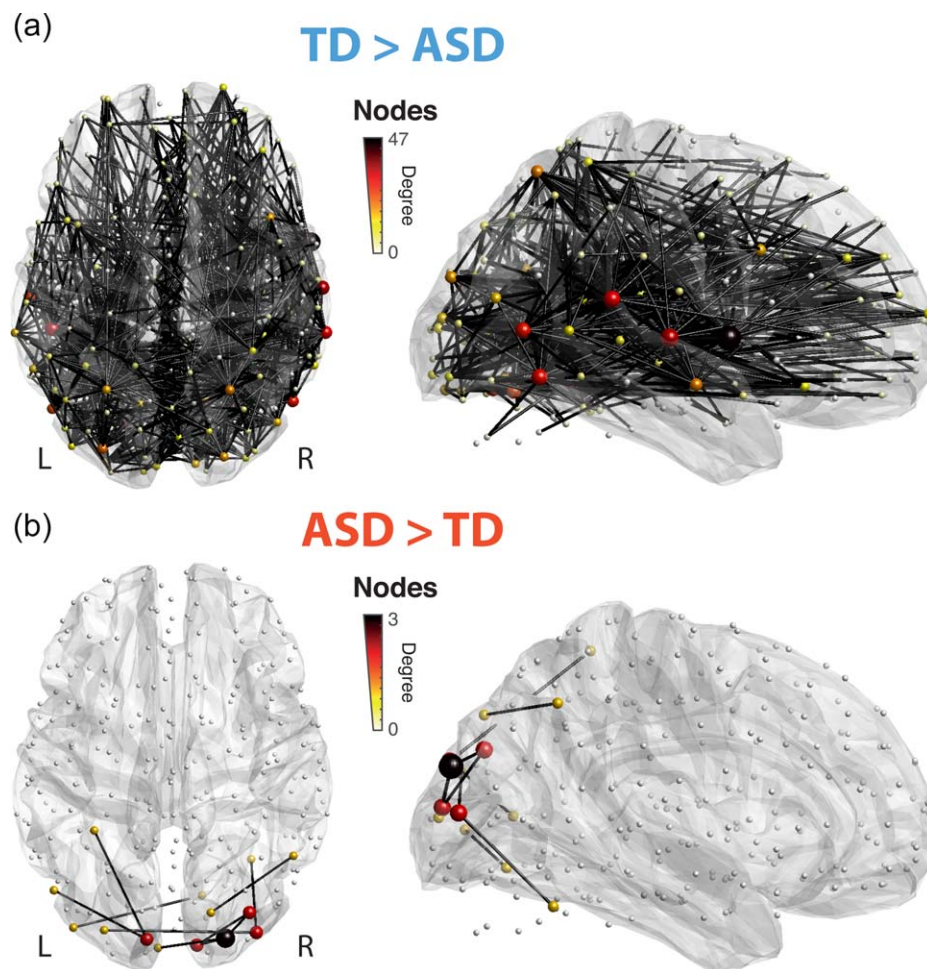 (a)
TD > ASD
Nodes
47
Degree
0
L
R
(b)
ASD > TD
Nodes
3
Degree
0
L
R